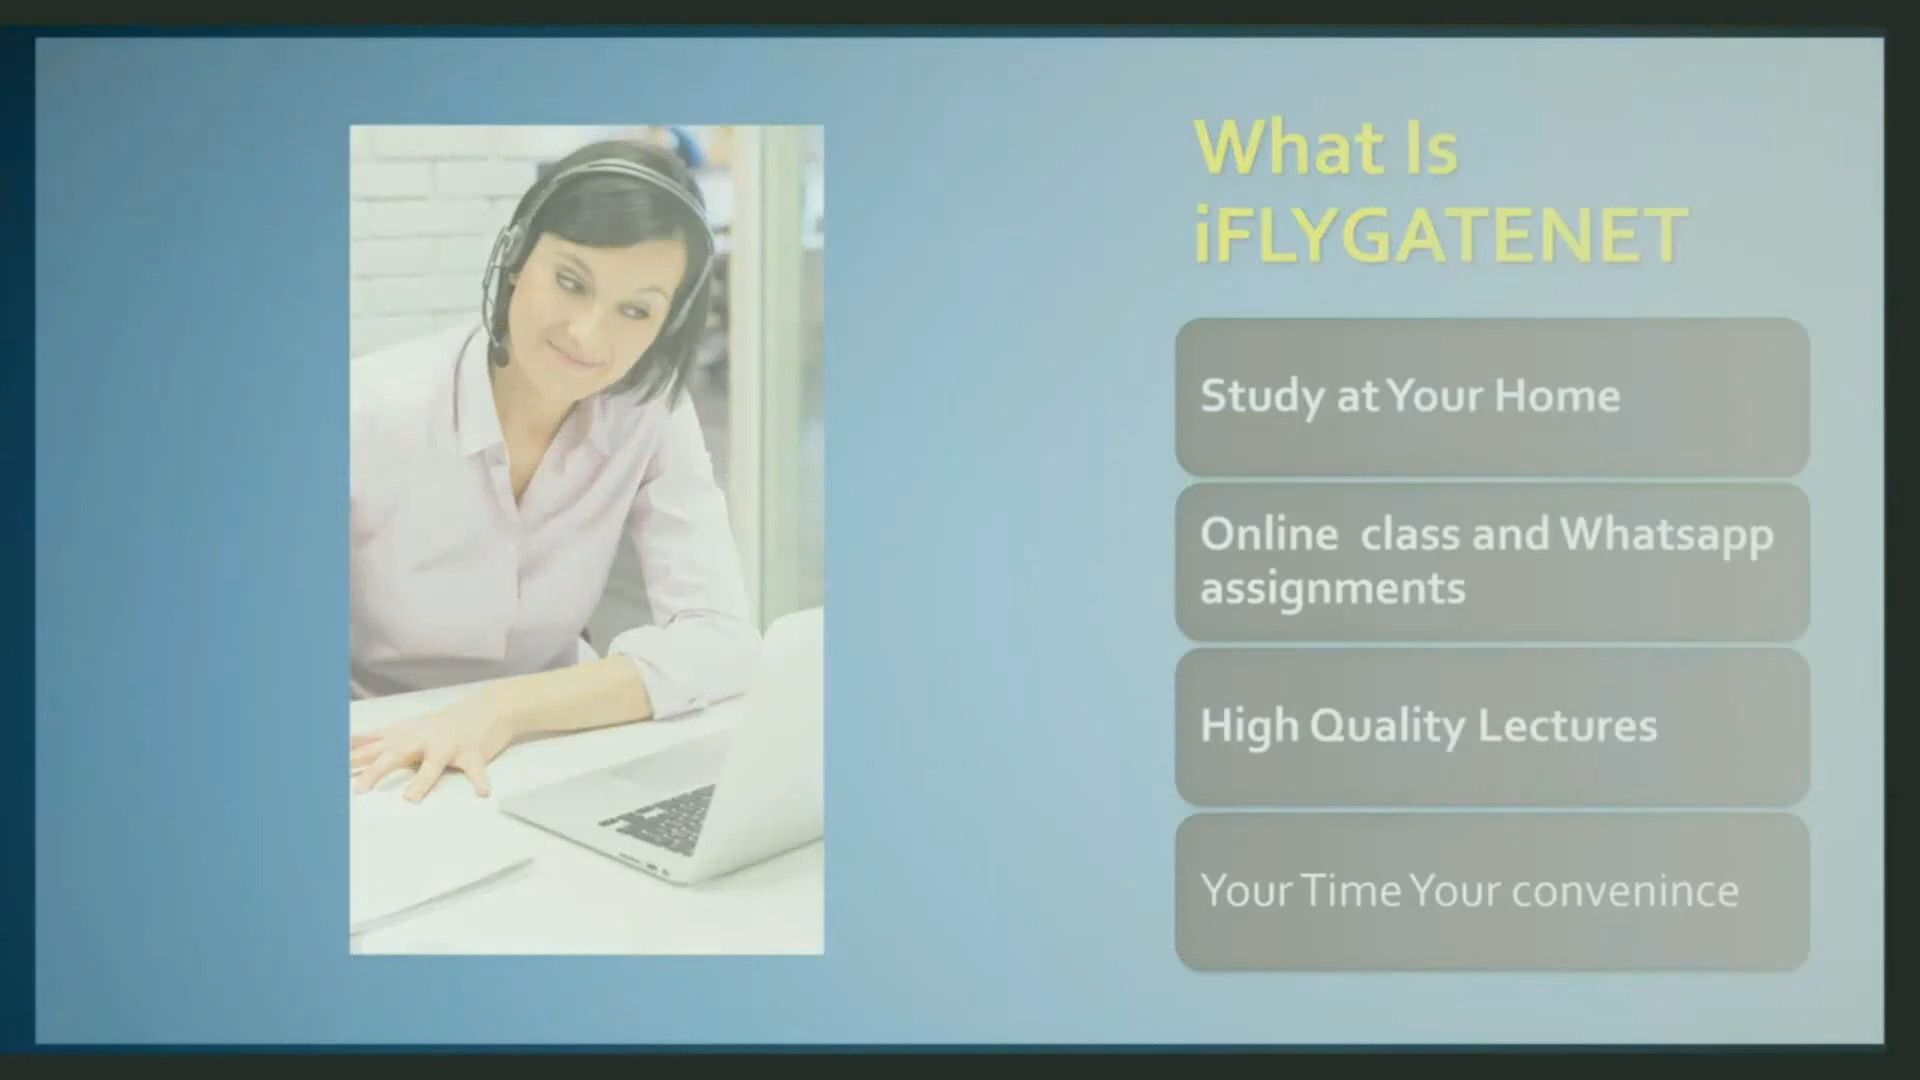 What Is
iFLYGATENET
Study at Your Home
Online class and Whatsapp
assignments
High Quality Lectures
Your Time Your convenince